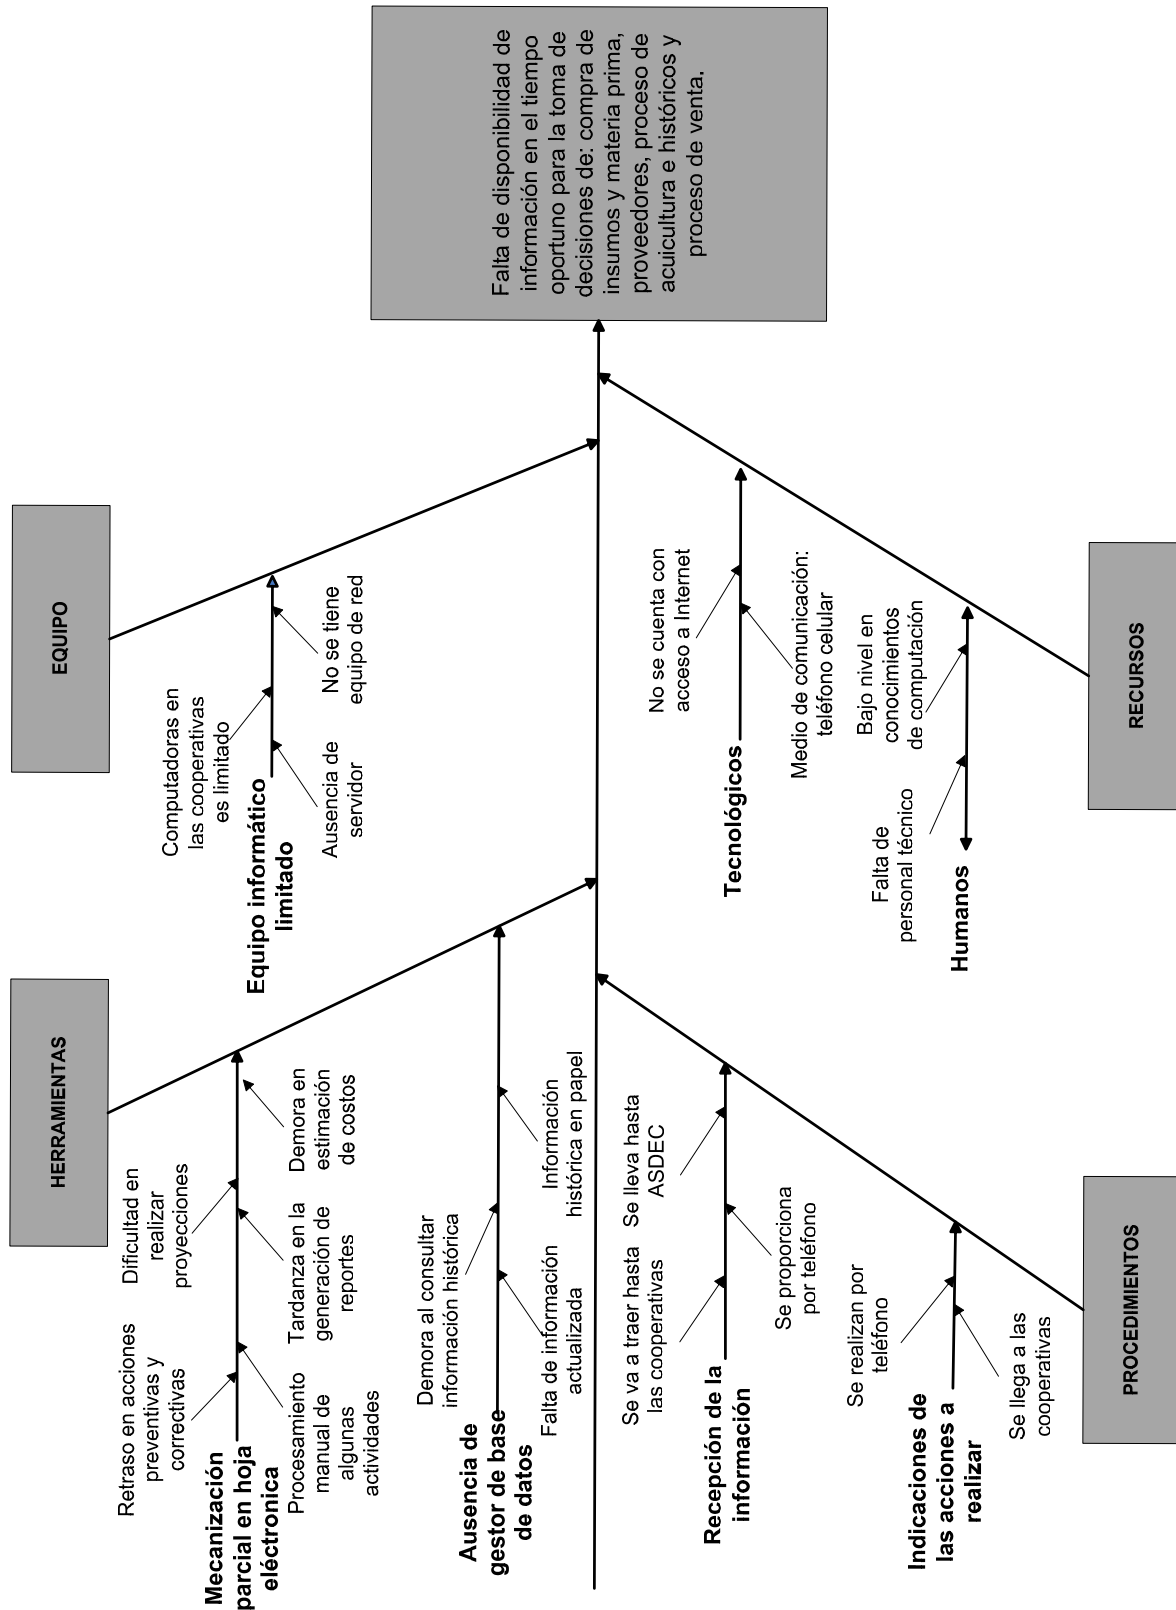 HERRAMIENTAS
EQUIPO
Retraso en acciones
preventivas y
correctivas
Dificultad en
realizar
proyecciones
Mecanización
parcial en hoja
eléctronica
Procesamiento
manual de
algunas
actividades
Tardanza en la
generación de
reportes
Demora en
estimación
de costos
Computadoras en
las cooperativas
es limitado
Equipo informático
limitado
Ausencia de
servidor
No se tiene
equipo de red
Demora al consultar
información histórica
Ausencia de
gestor de base
de datos
Falta de información
actualizada
Información
histórica en papel
Falta de disponibilidad de
información en el tiempo
oportuno para la toma de
decisiones de: compra de
insumos y materia prima,
proveedores, proceso de
acuicultura e históricos y
proceso de venta.
Se va a traer hasta
las cooperativas
Se lleva hasta
ASDEC
Recepción de la
información
Se proporciona
por teléfono
No se cuenta con
acceso a Internet
Tecnológicos
Medio de comunicación:
teléfono celular
Se realizan por
teléfono
Indicaciones de
las acciones a
realizar
Se llega a las
cooperativas
Falta de
personal técnico
Bajo nivel en
conocimientos
de computación
Humanos
PROCEDIMIENTOS
RECURSOS